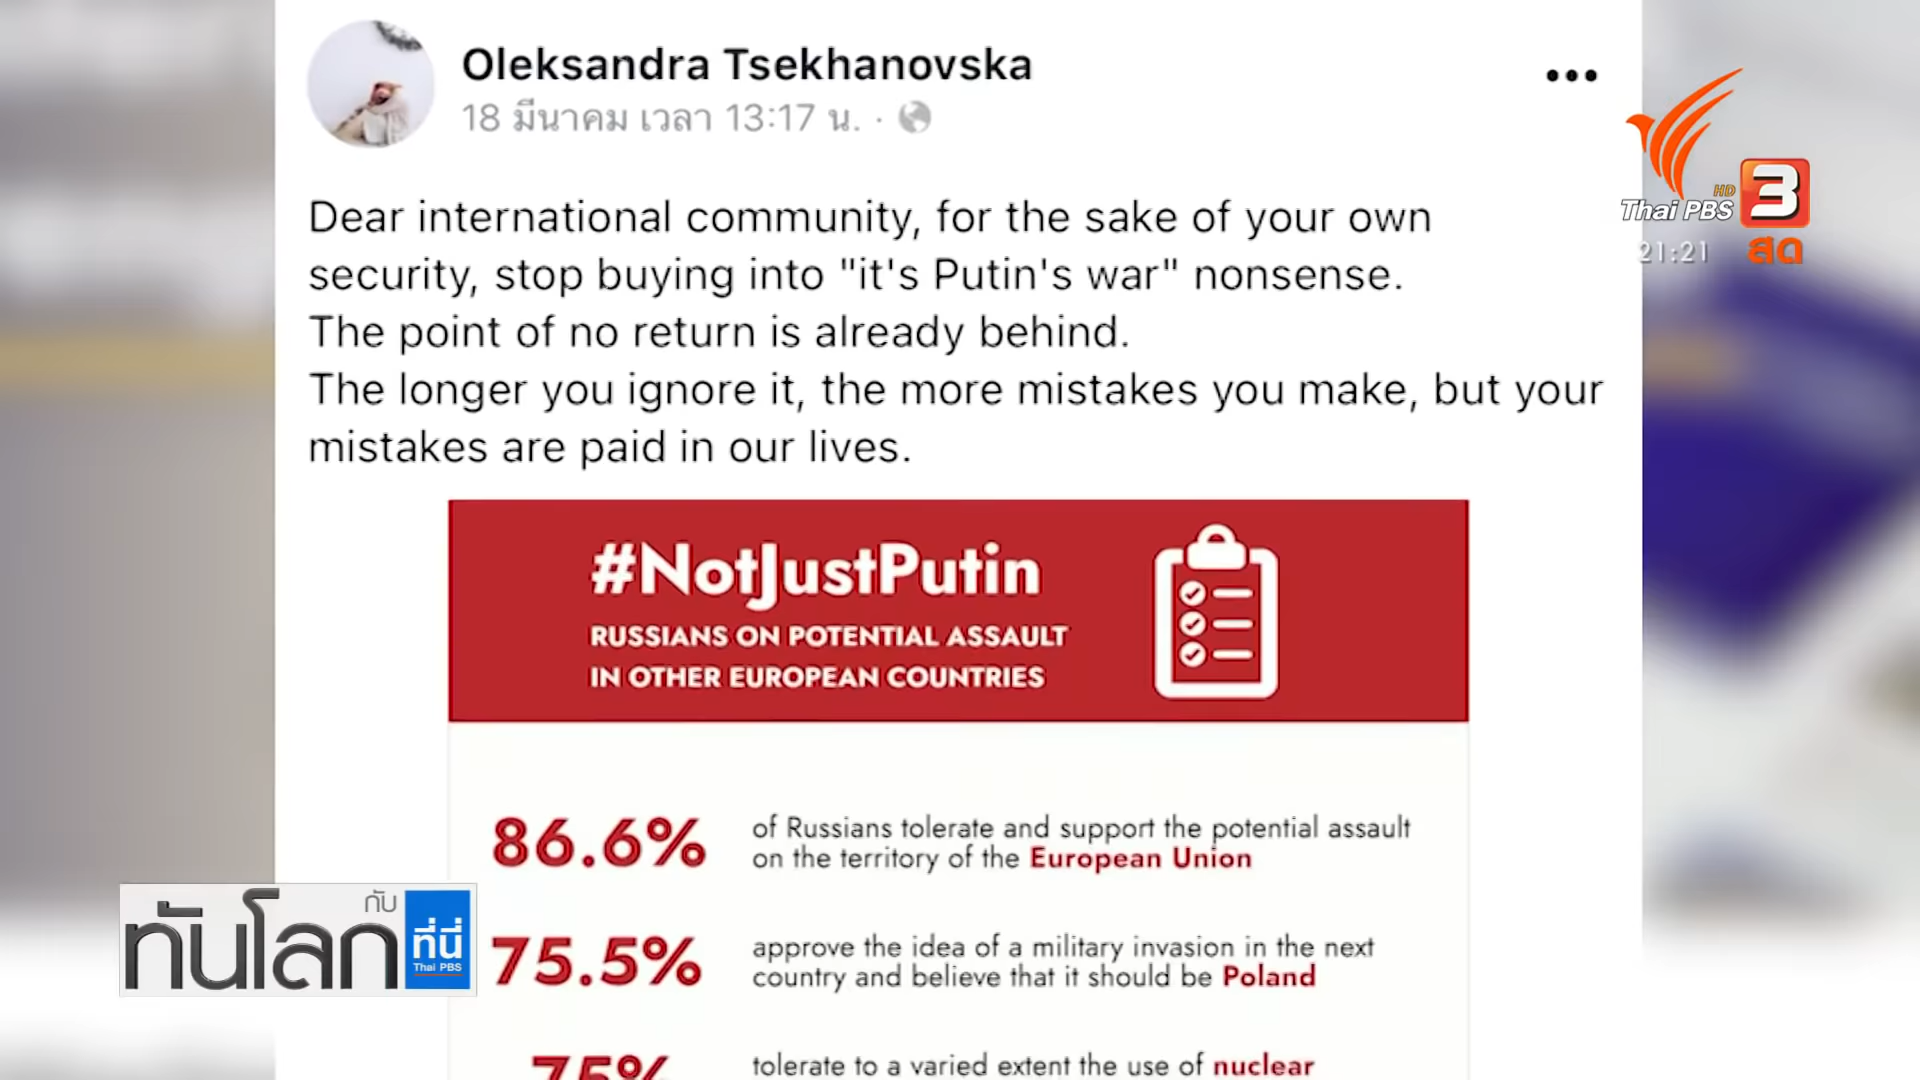 Oleksandra Tsekhanovska
18 มีนาคม เวลา 13:17 น. ·
Dear international community, for the sake of your own
security, stop buying into "it's Putin's war" nonsense.
The point of no return is already behind.
The longer you ignore it, the more mistakes you make, but your
mistakes are paid in our lives.
#NotJustPutin
RUSSIANS ON POTENTIAL ASSAULT
IN OTHER EUROPEAN COUNTRIES
86.6% of Russians tolerate and support the potential assault
on the territory of the European Union
75.5% approve the idea of a military invasion in the next
country and believe that it should be Poland
75% tolerate to a varied extent the use of nuclear
Thai PBS HD 3
21:21 สด
ทันโลก กับ ที่นี่ Thai PBS